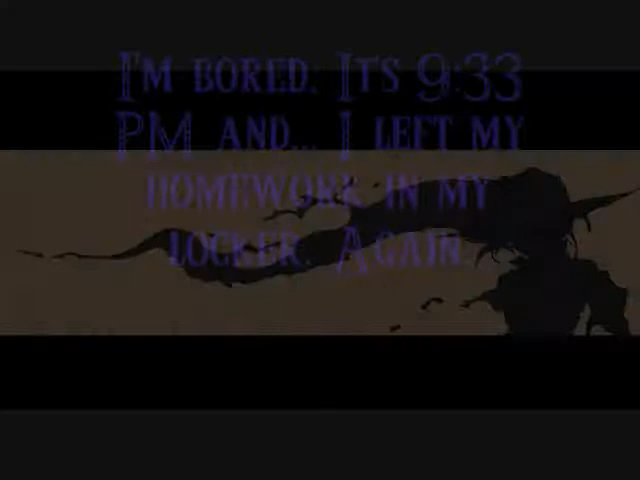 I'm bored. It's 9:33
PM and... I left my
homework in my
locker. Again.